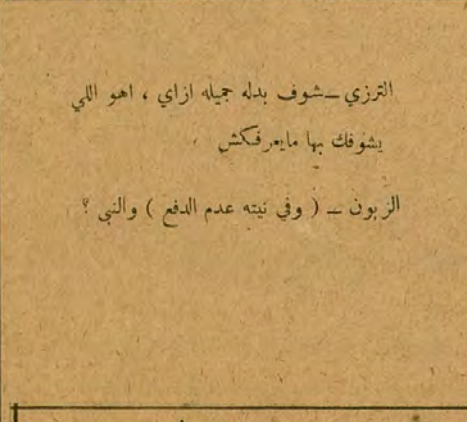 الترزي — شوف بدله جميله ازاي ، اهو اللي
يشوفك بها مايعرفكش
الزبون — ( وفي نيته عدم الدفع ) والنبي ؟